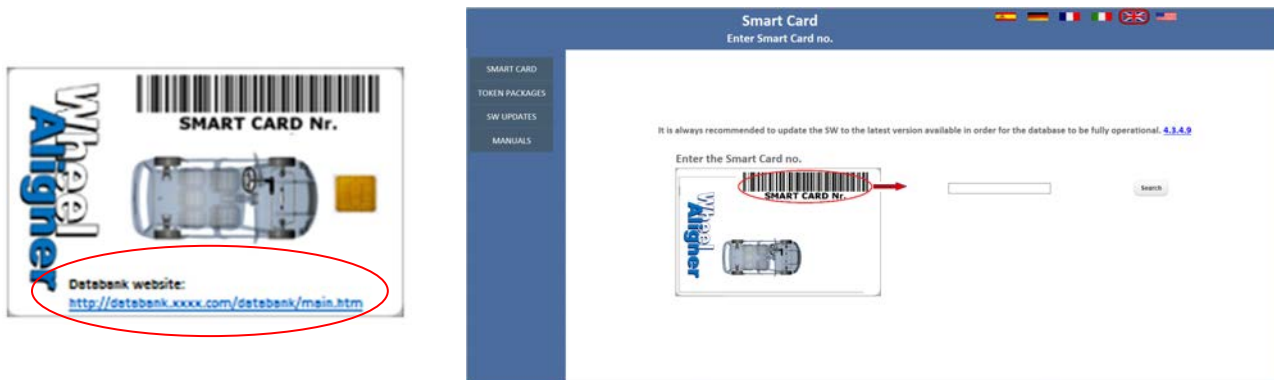 Wheel
Aligner
SMART CARD Nr.
Databank website:
http://databank.xxxx.com/databank/main.htm
Smart Card
Enter Smart Card no.
SMART CARD
TOKEN PACKAGES
SW UPDATES
MANUALS
It is always recommended to update the SW to the latest version available in order for the database to be fully operational. 4.3.4.9
Enter the Smart Card no.
SMART CARD Nr.
Wheel
Aligner
Search